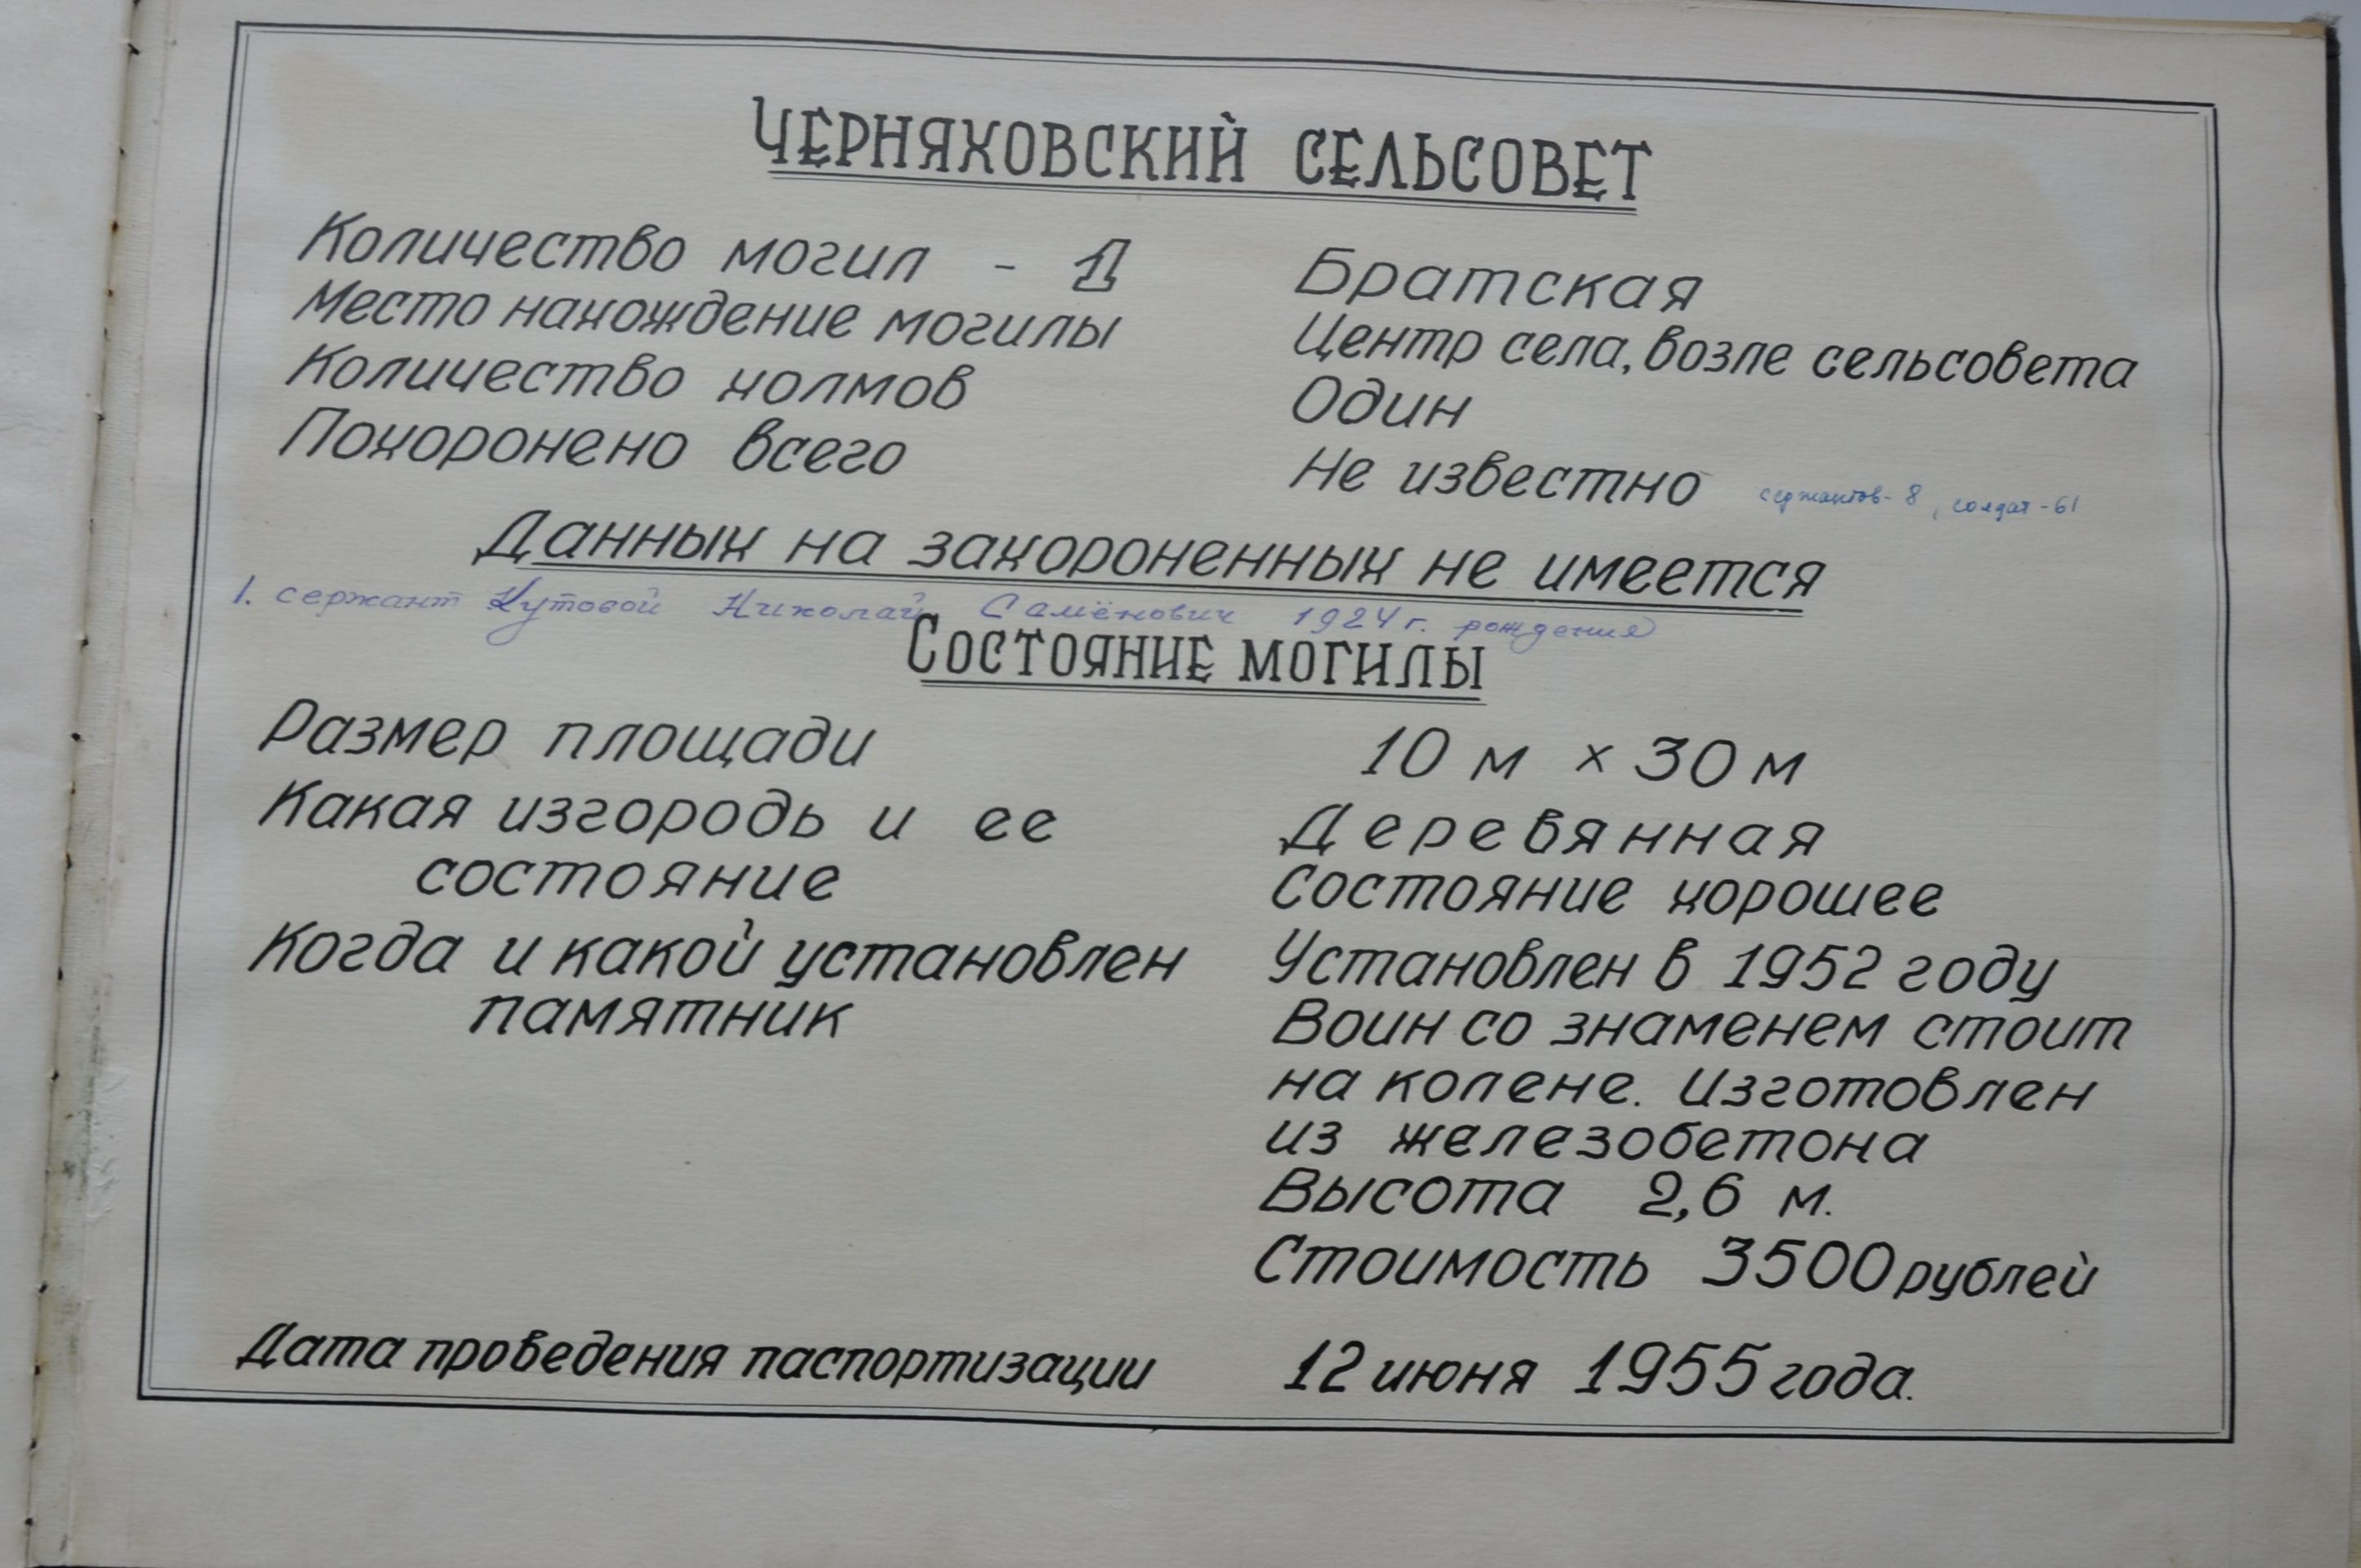 ЧЕРНЯХОВСКИЙ СЕЛЬСОВЕТ
Количество могил - 1 Братская
Место нахождение могилы Центр села, возле сельсовета
Количество холмов Один
Похоронено всего Не известно сержантов-8, солдат-61
Данных на захороненных не имеется
1. сержант Кутовой Николай Семёнович 1924 г. рождения
СОСТОЯНИЕ МОГИЛЫ
Размер площади 10 м х 30 м
Какая изгородь и ее Деревянная
состояние Состояние хорошее
Когда и какой установлен Установлен в 1952 году
памятник Воин со знаменем стоит
на колене. Изготовлен
из железобетона
Высота 2,6 м.
Стоимость 3500 рублей
Дата проведения паспортизации 12 июня 1955 года.